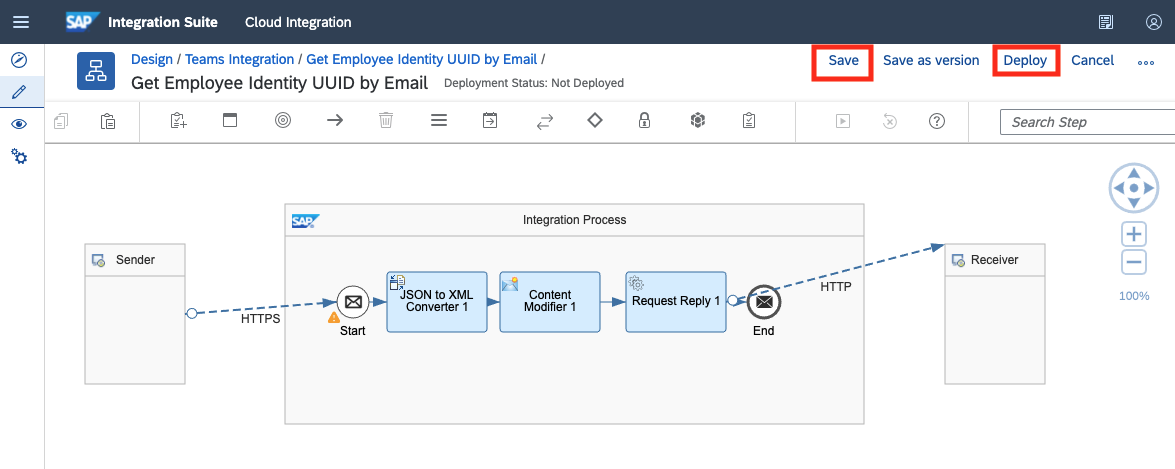 SAP Integration Suite Cloud Integration
Design / Teams Integration / Get Employee Identity UUID by Email /
Get Employee Identity UUID by Email Deployment Status: Not Deployed
Save Save as version Deploy Cancel
Search Step
SAP Integration Process
Sender
Receiver
HTTPS
Start
JSON to XML
Converter 1
Content
Modifier 1
Request Reply 1
End
HTTP
100%